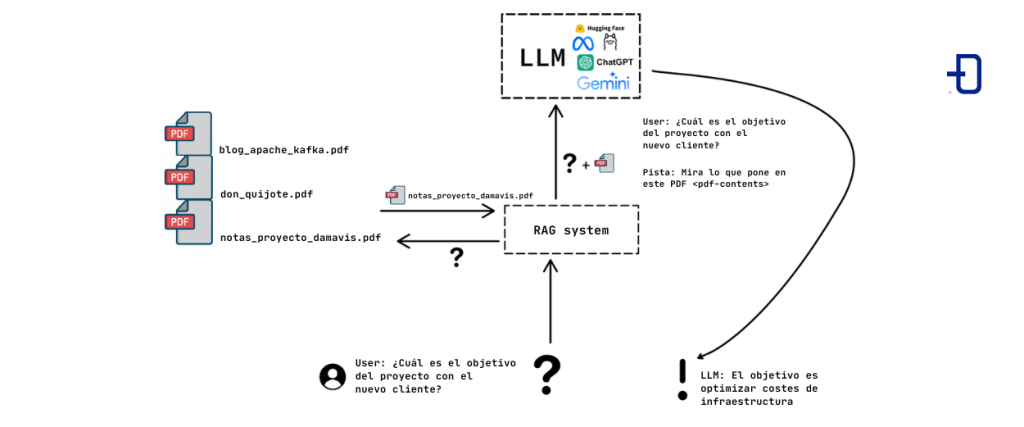 Hugging Face
LLM
ChatGPT
Gemini
User: ¿Cuál es el objetivo
del proyecto con el
nuevo cliente?
Pista: Mira lo que pone en
este PDF <pdf-contents>
PDF
blog_apache_kafka.pdf
PDF
don_quijote.pdf
PDF
notas_proyecto_damavis.pdf
PDF
notas_proyecto_damavis.pdf
?
? + PDF
RAG system
User: ¿Cuál es el objetivo
del proyecto con el
nuevo cliente?
?
!
LLM: El objetivo es
optimizar costes de
infraestructura